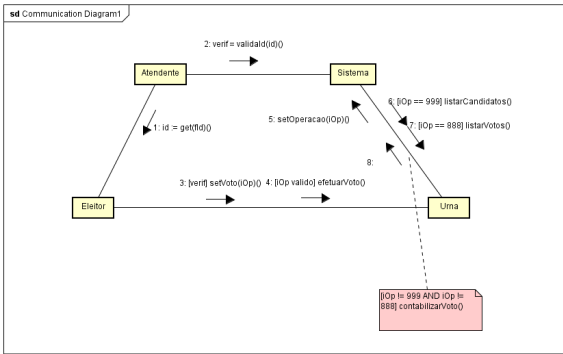 sd Communication Diagram1
2: verif = validaId(id)()
Atendente
Sistema
6: [iOp == 999] listarCandidatos()
5: setOperacao(iOp)()
7: [iOp == 888] listarVotos()
1: id := get(fId)()
8:
3: [verif] setVoto(iOp)()
4: [iOp valido] efetuarVoto()
Eleitor
Urna
[iOp != 999 AND iOp !=
888] contabilizarVoto()